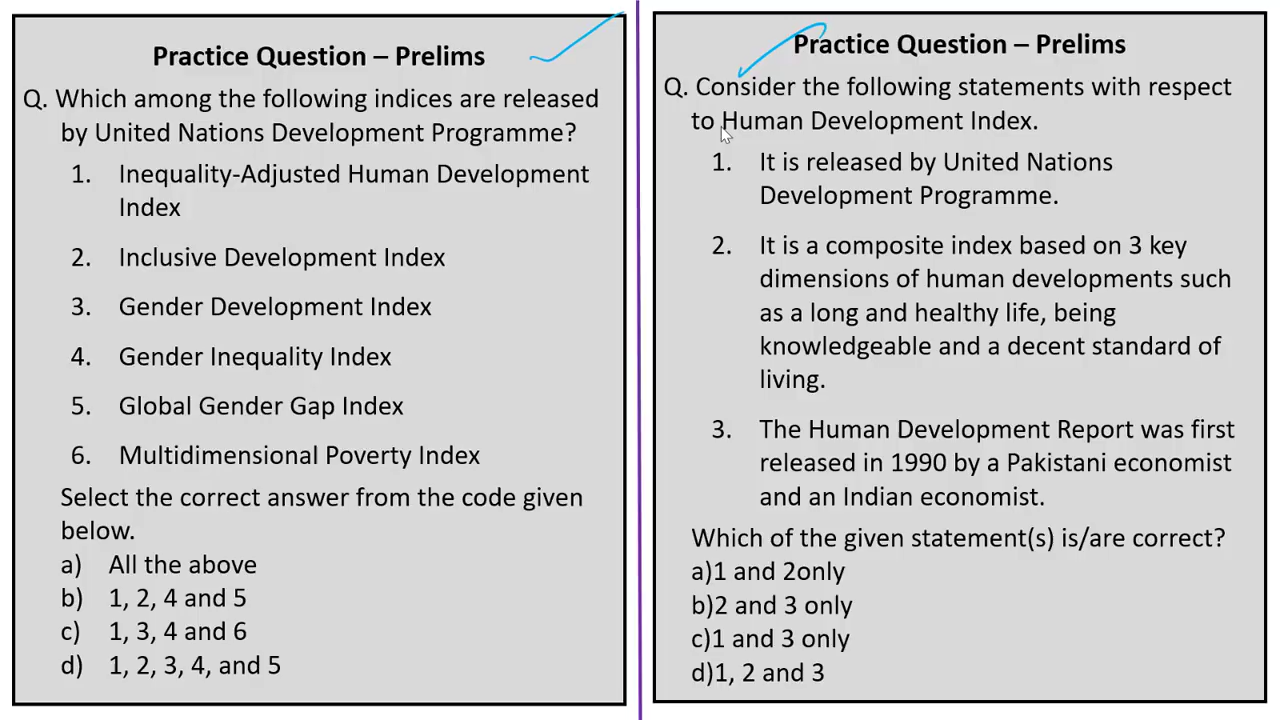 Practice Question – Prelims
Q. Which among the following indices are released
by United Nations Development Programme?
1. Inequality-Adjusted Human Development
Index
2. Inclusive Development Index
3. Gender Development Index
4. Gender Inequality Index
5. Global Gender Gap Index
6. Multidimensional Poverty Index
Select the correct answer from the code given
below.
a) All the above
b) 1, 2, 4 and 5
c) 1, 3, 4 and 6
d) 1, 2, 3, 4, and 5
Practice Question – Prelims
Q. Consider the following statements with respect
to Human Development Index.
1. It is released by United Nations
Development Programme.
2. It is a composite index based on 3 key
dimensions of human developments such
as a long and healthy life, being
knowledgeable and a decent standard of
living.
3. The Human Development Report was first
released in 1990 by a Pakistani economist
and an Indian economist.
Which of the given statement(s) is/are correct?
a)1 and 2only
b)2 and 3 only
c)1 and 3 only
d)1, 2 and 3